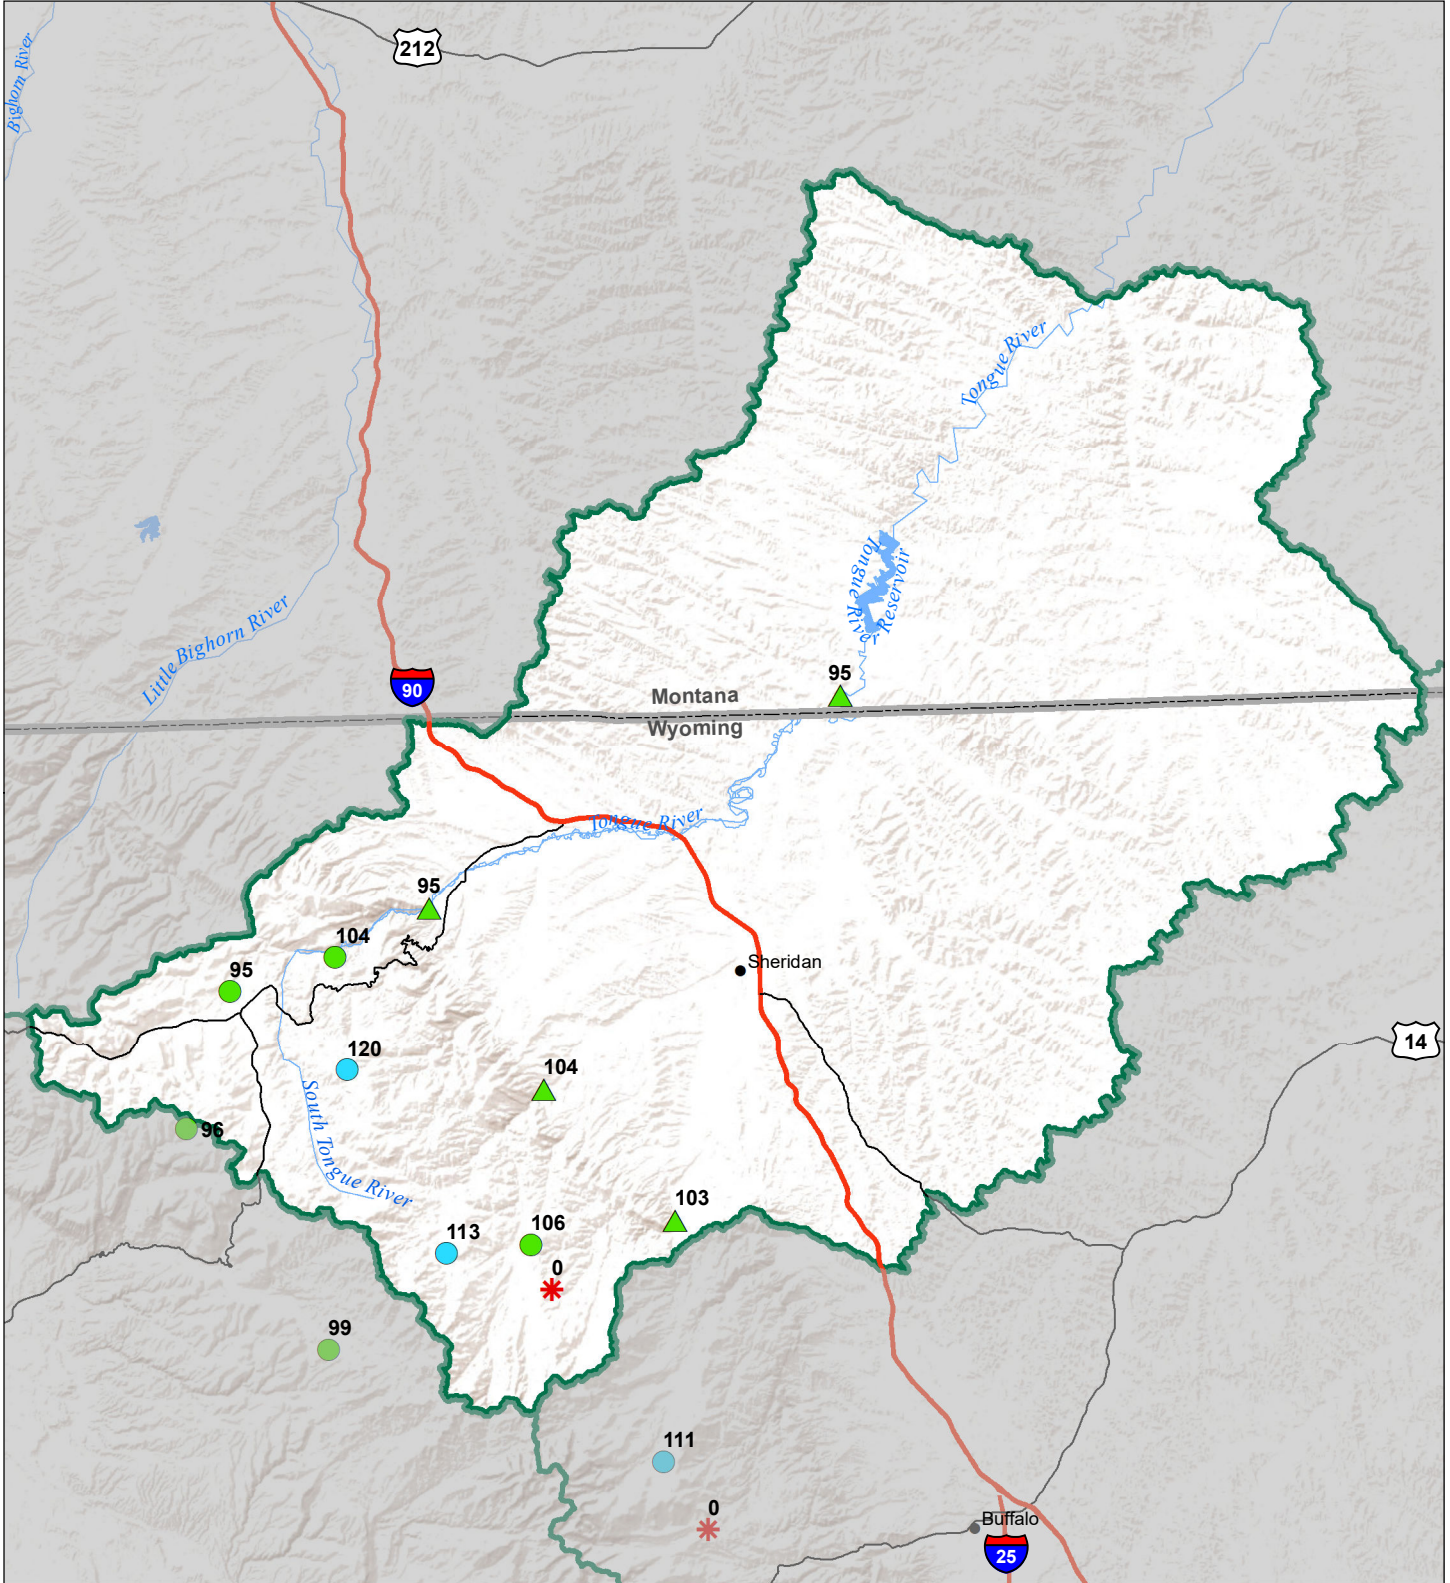 212
Bighorn River
Tongue River
Tongue River
Reservoir
Little Bighorn River
90
95
Montana
Wyoming
Tongue River
95
104
95
Sheridan
14
120
104
South Tongue River
96
103
113
106
0
99
111
0
Buffalo
25